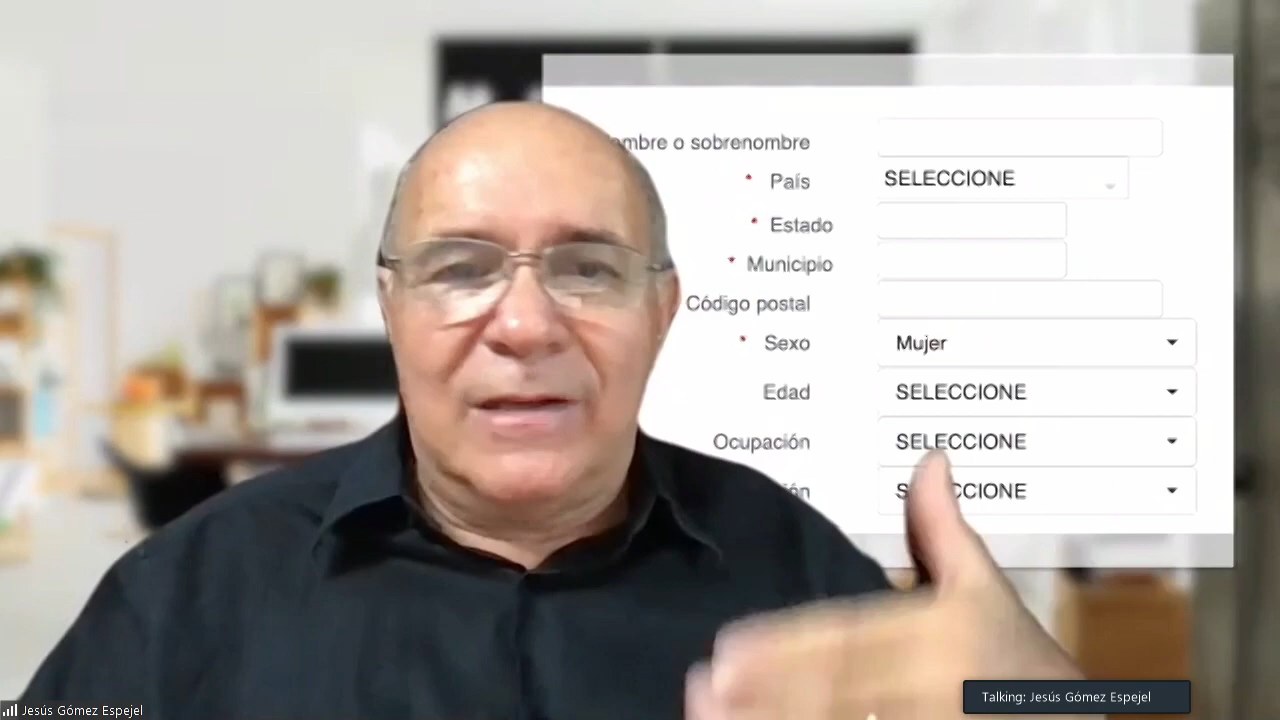 ombre o sobrenombre
* País SELECCIONE
* Estado
* Municipio
Código postal
* Sexo Mujer
Edad SELECCIONE
Ocupación SELECCIONE
Jesús Gómez Espejel
Talking: Jesús Gómez Espejel